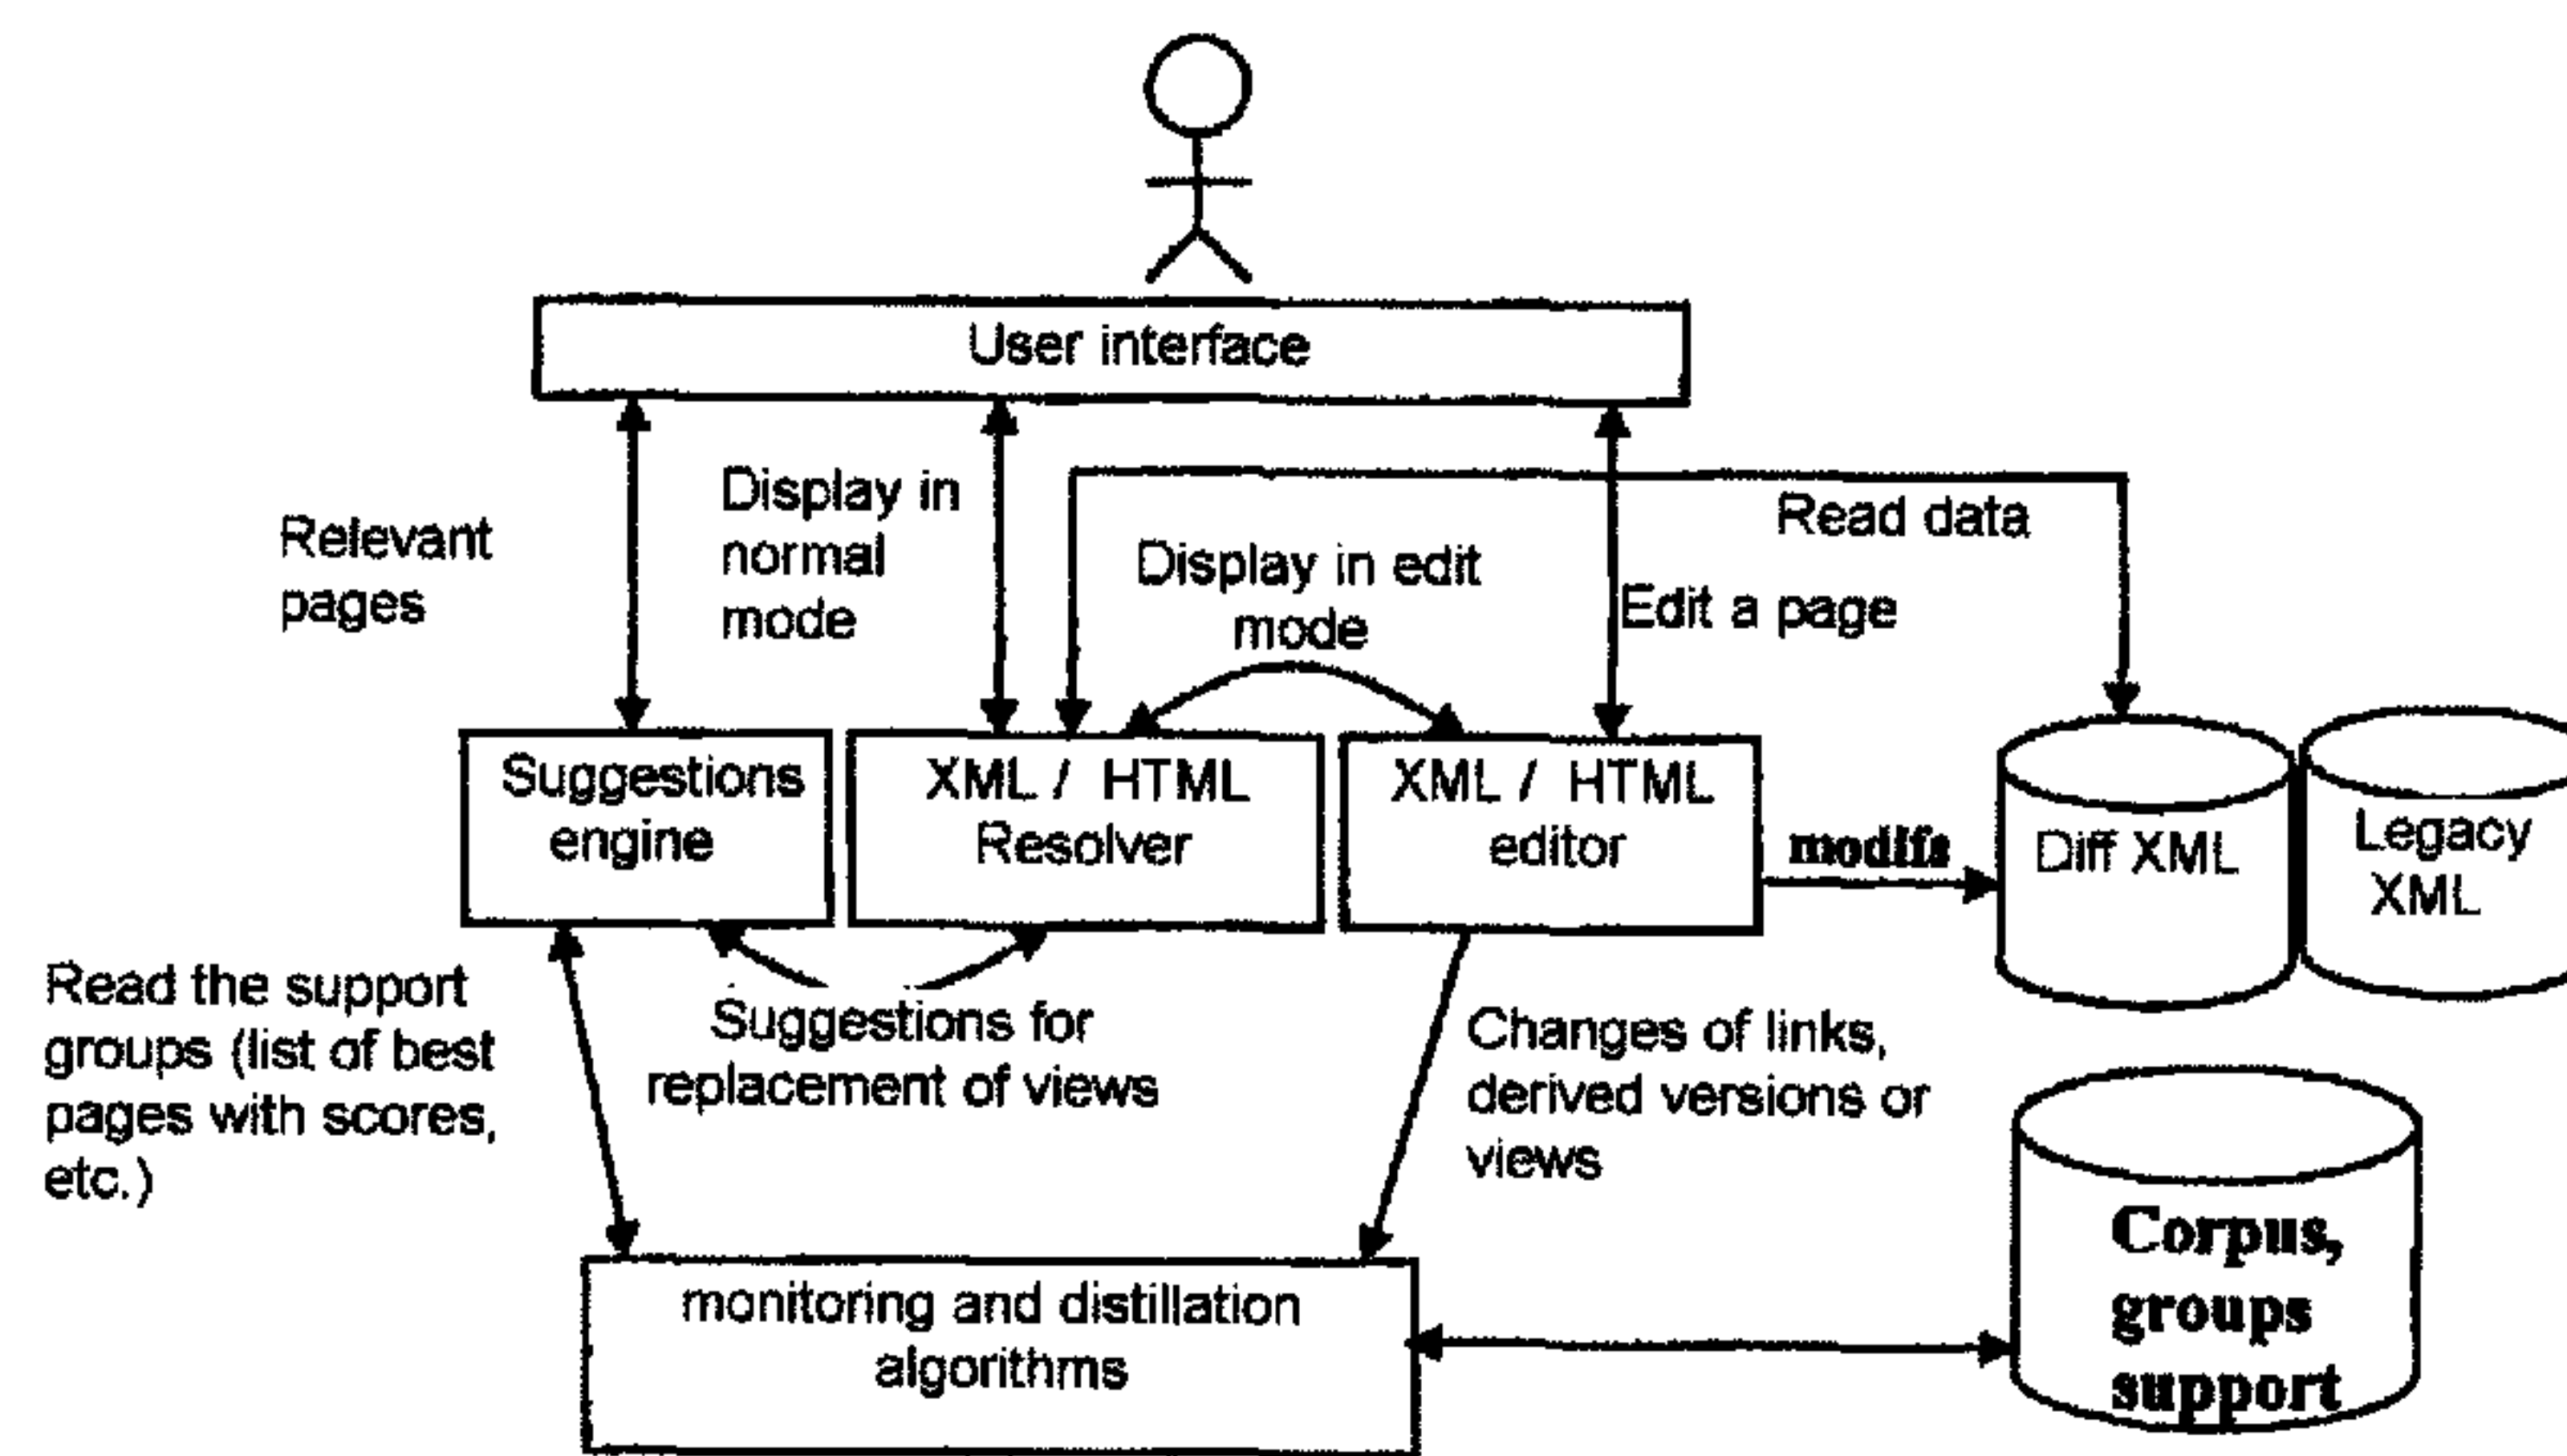 User interface
Relevant
pages
Display in
normal
mode
Display in edit
mode
Read data
Edit a page
Suggestions
engine
XML / HTML
Resolver
XML / HTML
editor
modifs
Diff XML
Legacy
XML
Read the support
groups (list of best
pages with scores,
etc.)
Suggestions for
replacement of views
Changes of links,
derived versions or
views
monitoring and distillation
algorithms
Corpus,
groups
support